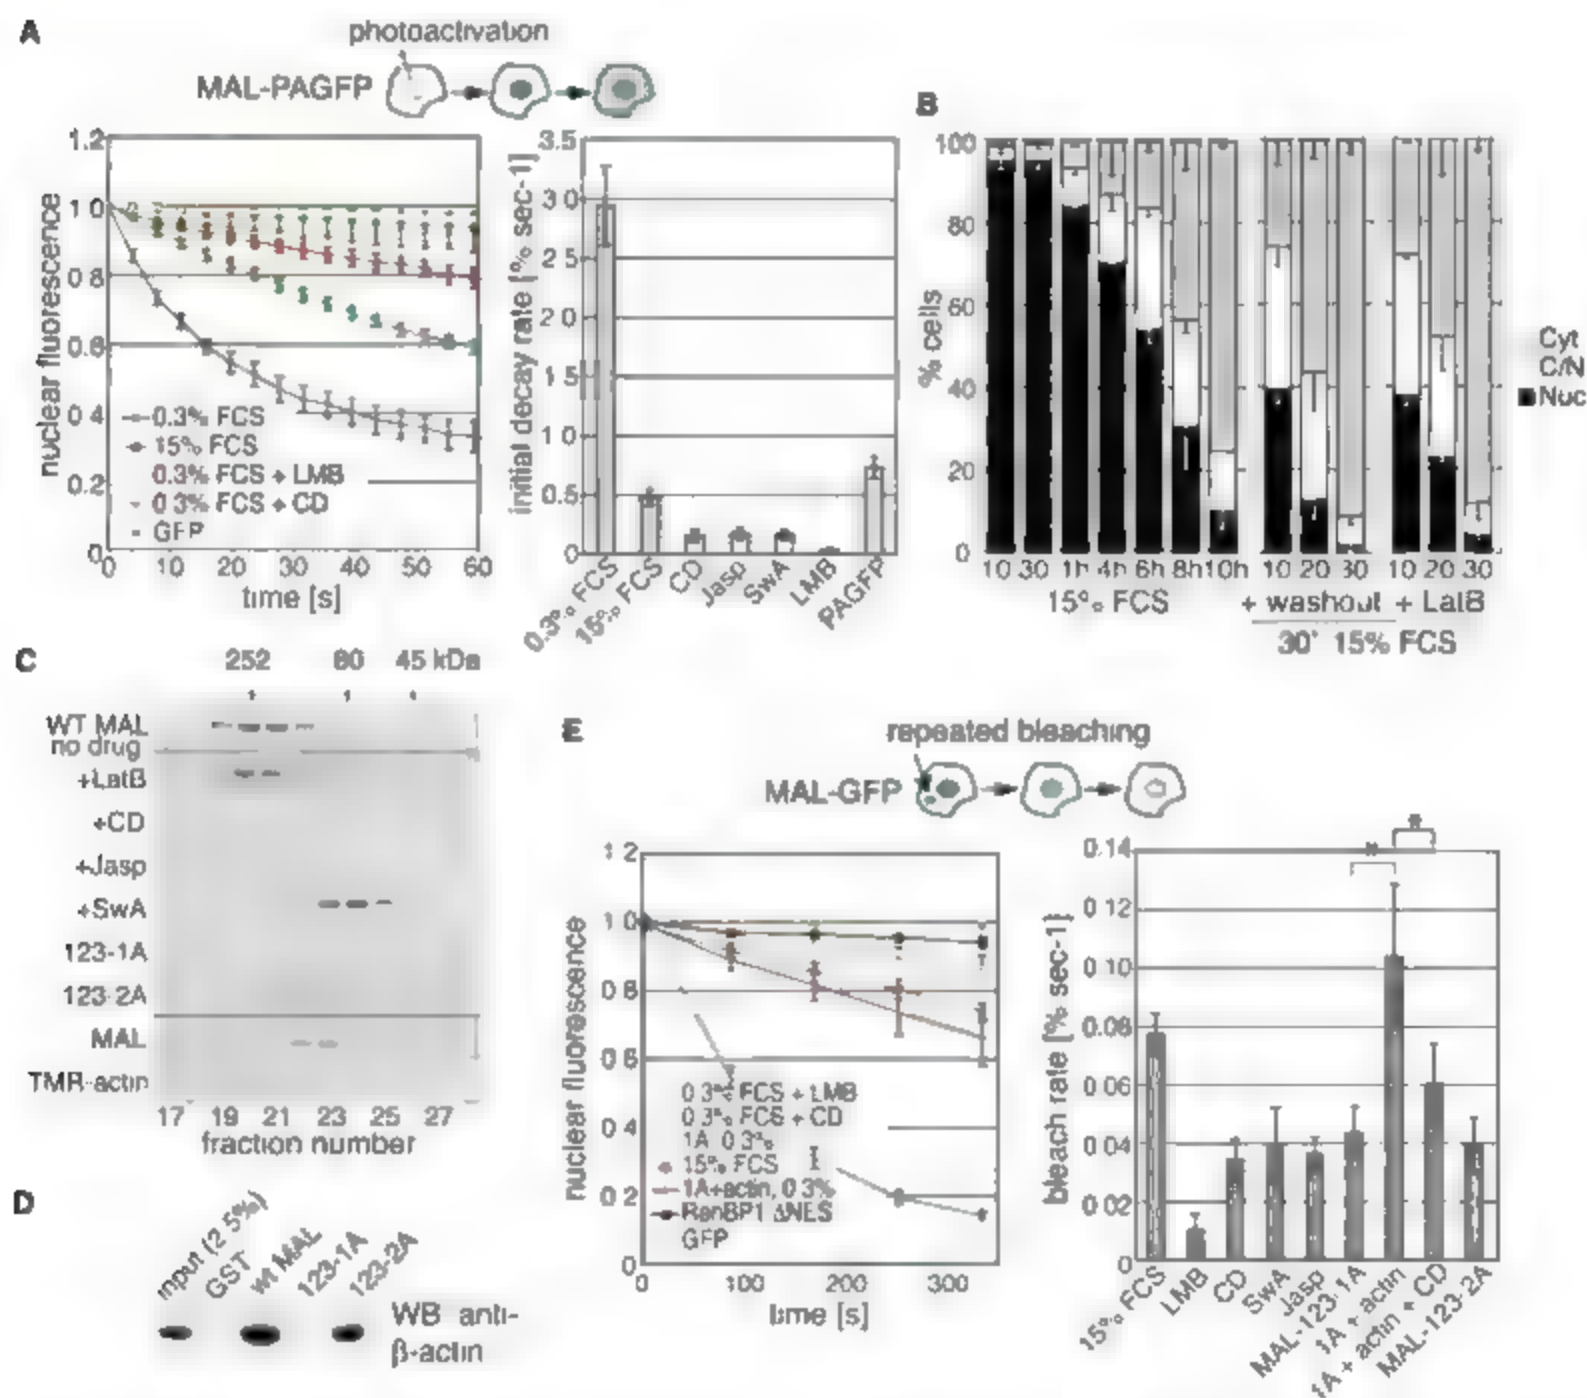 A
photoactivation
MAL-PAGFP
nuclear fluorescence
1.2
1.0
0.8
0.6
0.4
0.2
0
0.3% FCS
15% FCS
0.3% FCS + LMB
0.3% FCS + CD
GFP
0 10 20 30 40 50 60
time [s]
initial decay rate [% sec-1]
3.5
3.0
2.5
2.0
1.5
1.0
0.5
0
0.3% FCS
15% FCS
CD
Jasp
SwA
LMB
PAGFP
B
% cells
100
80
60
40
20
0
Cyt
C/N
Nuc
10 30 1h 4h 6h 8h 10h 10 20 30 10 20 30
15% FCS + washout + LatB
30' 15% FCS
C
252 80 45 kDa
WT MAL
no drug
+LatB
+CD
+Jasp
+SwA
123-1A
123-2A
MAL
TMR-actin
17 19 21 23 25 27
fraction number
D
input (2.5%)
GST
wt MAL
123-1A
123-2A
WB anti-
β-actin
E
repeated bleaching
MAL-GFP
nuclear fluorescence
1.2
1.0
0.8
0.6
0.4
0.2
0
0.3% FCS + LMB
0.3% FCS + CD
1A 0.3%
15% FCS
1A+actin, 0.3%
RanBP1 ΔNES
GFP
0 100 200 300
time [s]
bleach rate [% sec-1]
0.14
0.12
0.10
0.08
0.06
0.04
0.02
0
*
*
15% FCS
LMB
CD
SwA
Jasp
MAL-123-1A
1A + actin
1A + actin + CD
MAL-123-2A